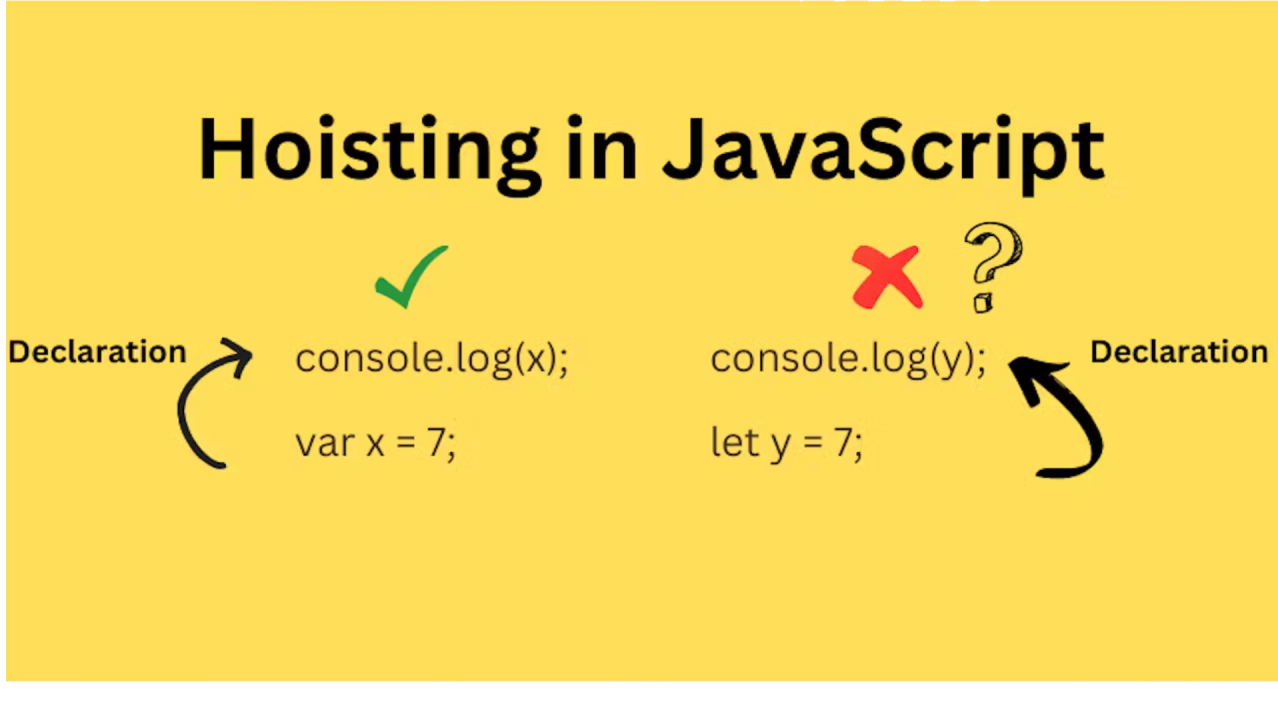 Hoisting in JavaScript
?
Declaration
console.log(x);
var x = 7;
console.log(y);
let y = 7;
Declaration